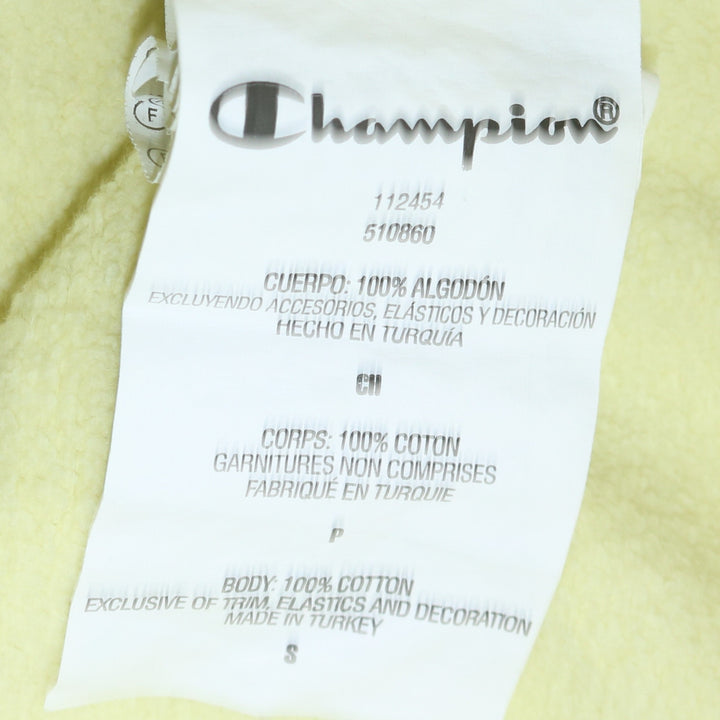 Champion®
112454
510860
CUERPO: 100% ALGODÓN
EXCLUYENDO ACCESORIOS, ELÁSTICOS Y DECORACIÓN
HECHO EN TURQUÍA
CH
CORPS: 100% COTON
GARNITURES NON COMPRISES
FABRIQUÉ EN TURQUIE
P
BODY: 100% COTTON
EXCLUSIVE OF TRIM, ELASTICS AND DECORATION
MADE IN TURKEY
S
F